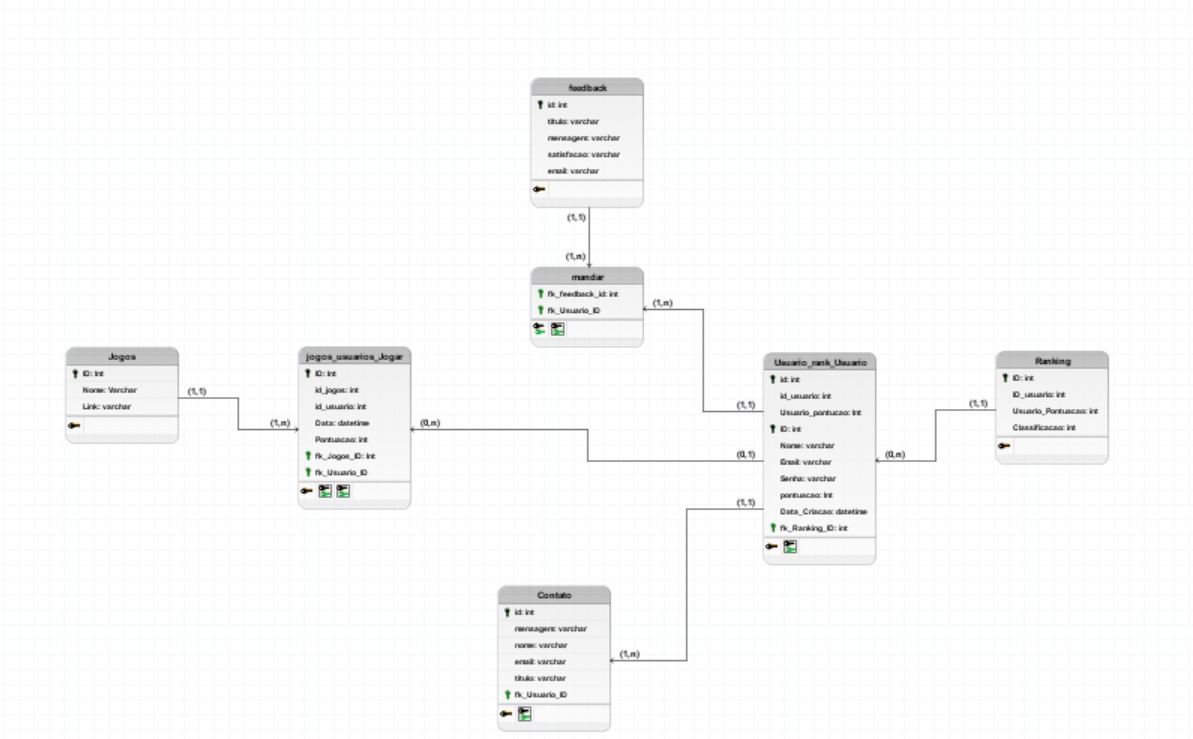 feedback
id: int
titulo: varchar
mensagem: varchar
satisfacao: varchar
email: varchar
(1,1)
(1,n)
mandar
fk_feedback_id: int
fk_Usuario_ID
(1,n)
Jogos
ID: int
Nome: Varchar
Link: varchar
(1,1)
(1,n)
jogos_usuarios_Jogar
ID: int
id_jogos: int
id_usuario: int
Data: datetime
Pontuacao: int
fk_Jogos_ID: int
fk_Usuario_ID
(0,n)
Usuario_rank_Usuario
id: int
id_usuario: int
Usuario_pontucao: int
ID: int
Nome: varchar
Email: varchar
Senha: varchar
pontuacao: int
Data_Criacao: datetime
fk_Ranking_ID: int
(1,1)
(0,1)
(1,1)
(0,n)
Ranking
ID: int
ID_usuario: int
Usuario_Pontuacao: int
Classificacao: int
(1,1)
Contato
id: int
mensagem: varchar
nome: varchar
email: varchar
titulo: varchar
fk_Usuario_ID
(1,n)